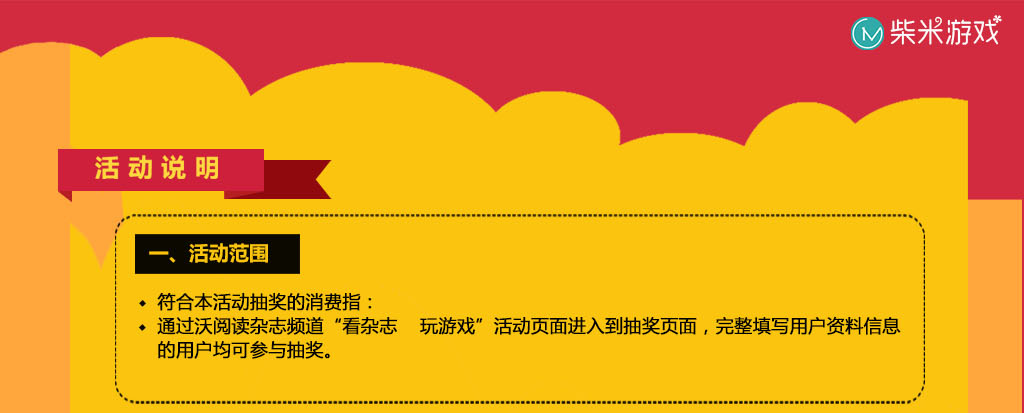 柴米游戏
活动说明
一、活动范围
符合本活动抽奖的消费指：
通过沃阅读杂志频道“看杂志 玩游戏”活动页面进入到抽奖页面，完整填写用户资料信息
的用户均可参与抽奖。